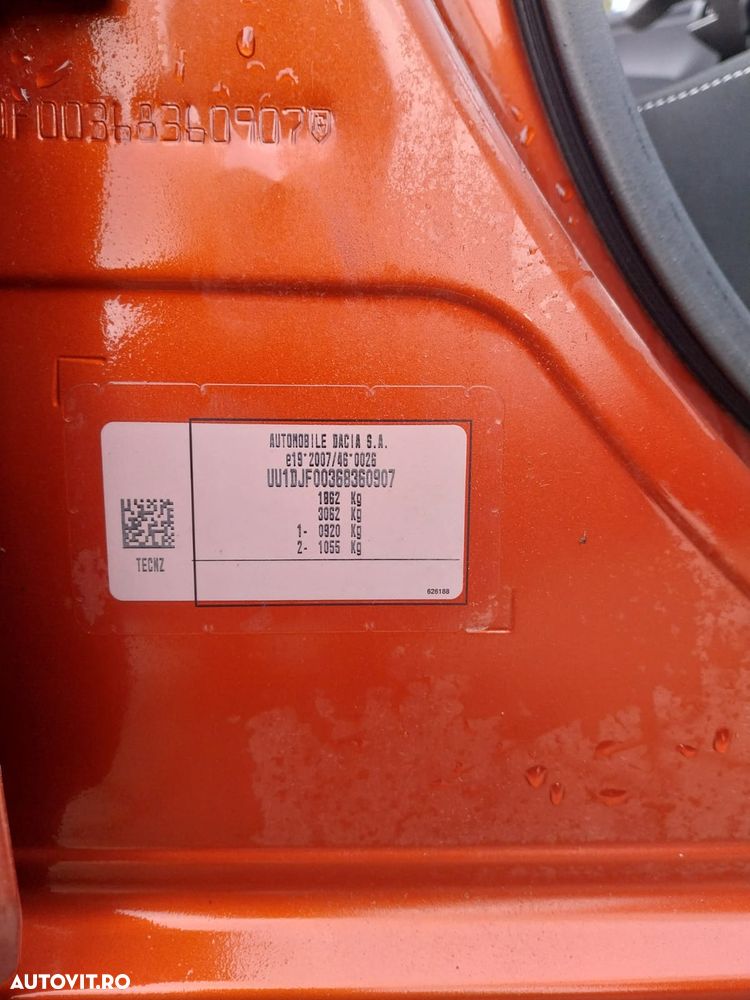 JF00368360907
AUTOMOBILE DACIA S.A.
e19*2007/46*0026
UU1DJF00368360907
1862 Kg
3062 Kg
1- 0920 Kg
2- 1055 Kg
TECNZ
626188
AUTOVIT.RO